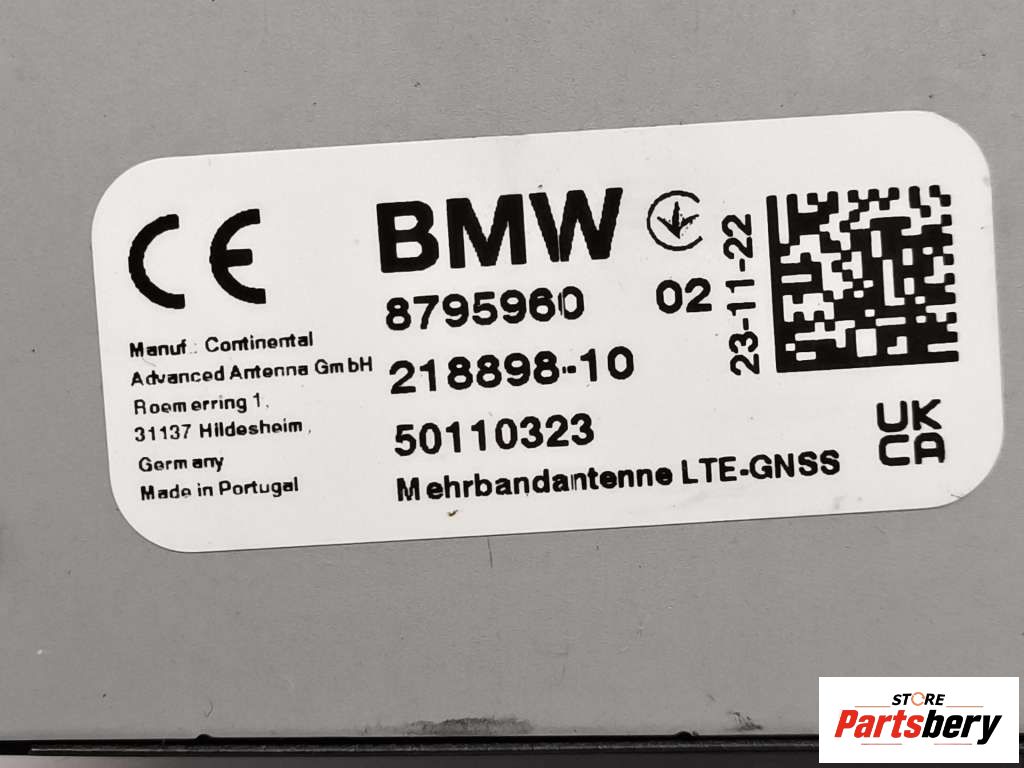 CE
BMW
8795960 02
218898-10
50110323
Mehrbandantenne LTE-GNSS
Manuf.: Continental
Advanced Antenna GmbH
Roemerring 1,
31137 Hildesheim,
Germany
Made in Portugal
23-11-22
UK
CA
STORE
Partsbery